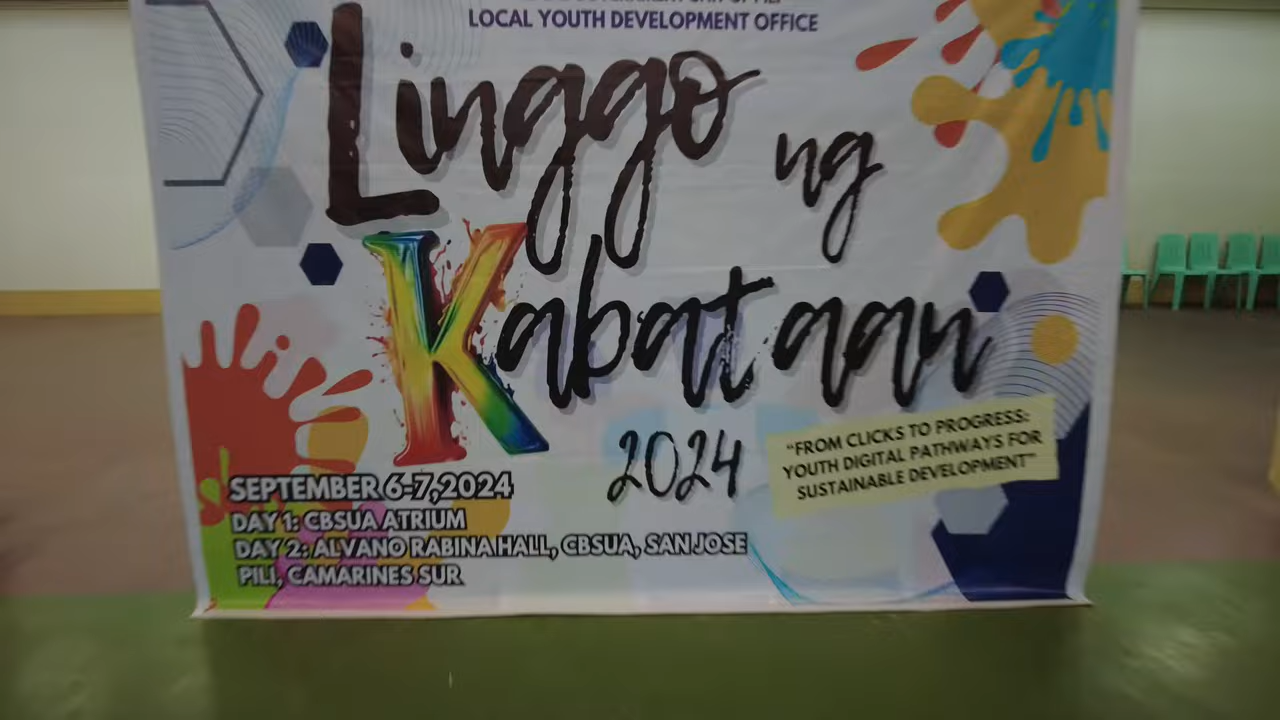 LOCAL YOUTH DEVELOPMENT OFFICE
Linggo ng
Kabataan
2024
"FROM CLICKS TO PROGRESS:
YOUTH DIGITAL PATHWAYS FOR
SUSTAINABLE DEVELOPMENT"
SEPTEMBER 6-7,2024
DAY 1: CBSUA ATRIUM
DAY 2: ALVANO RABINA HALL, CBSUA, SAN JOSE
PILI, CAMARINES SUR